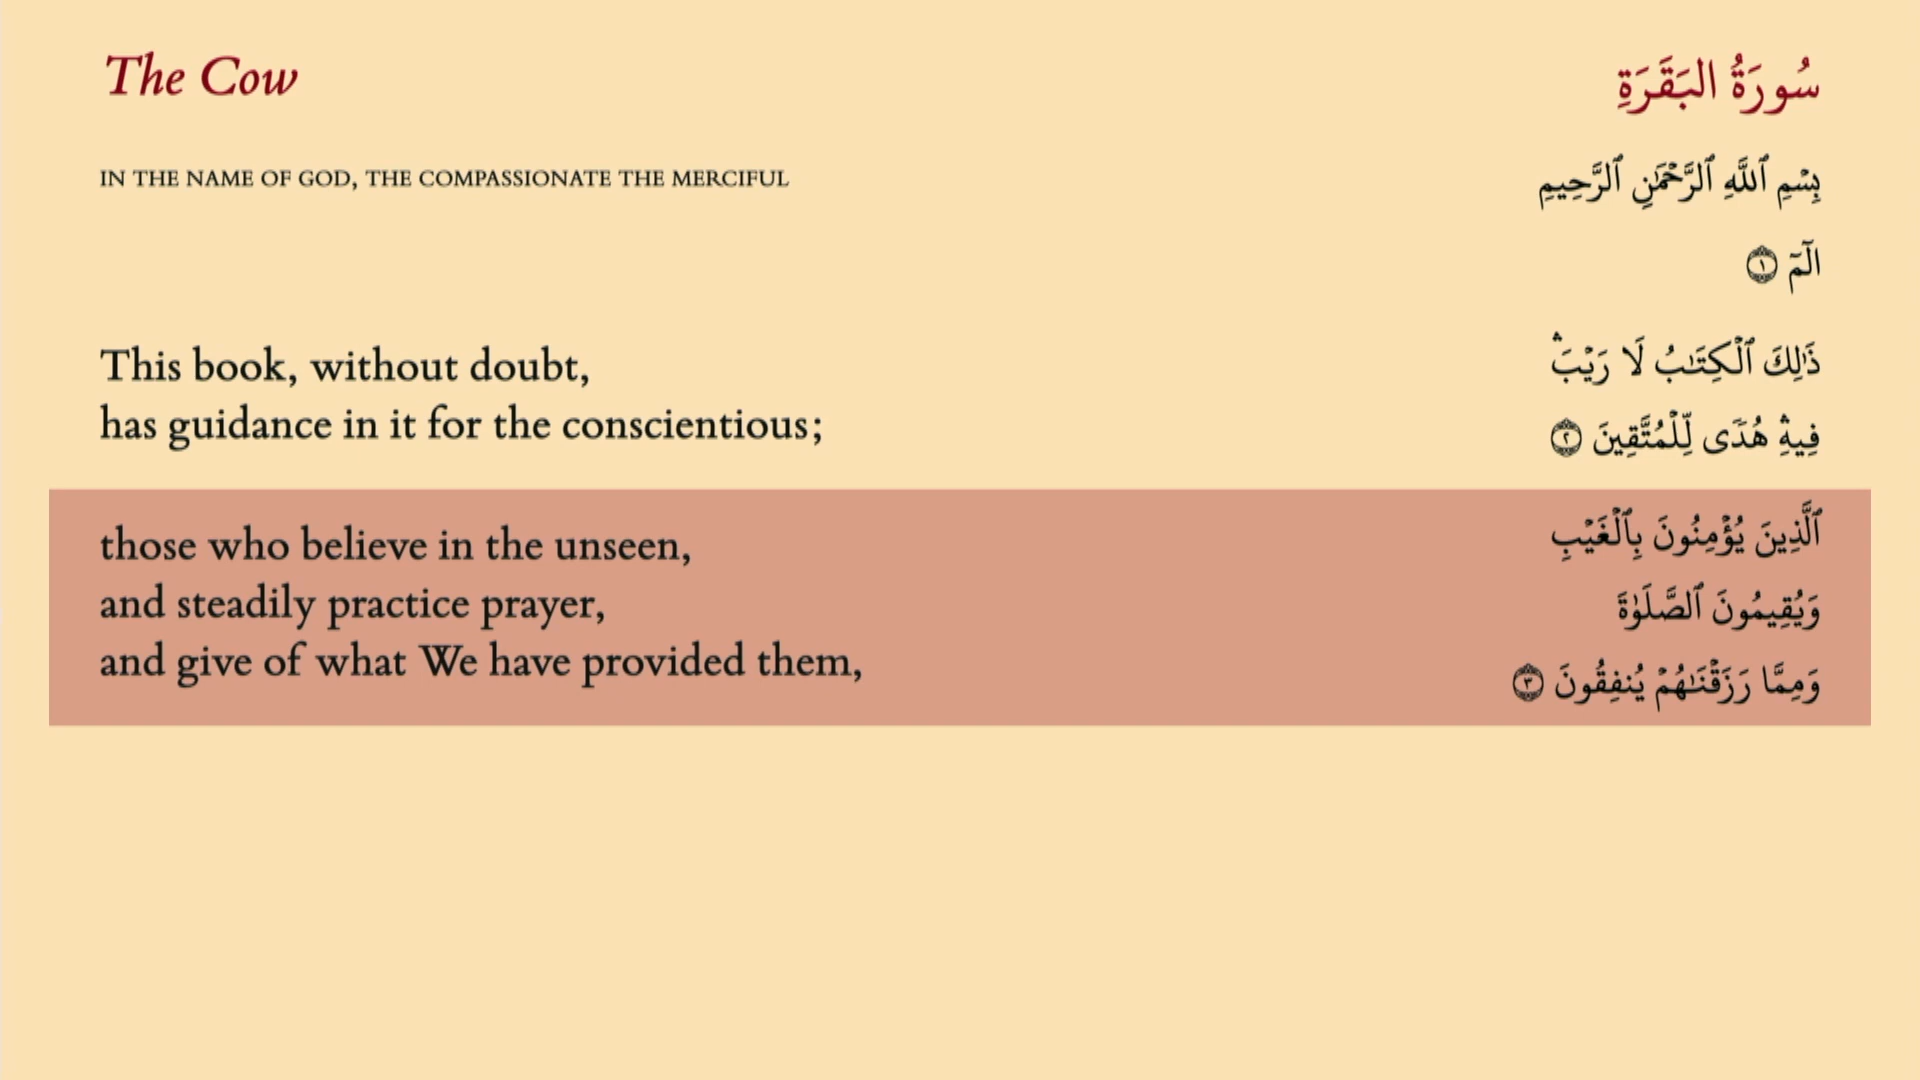 The Cow
سُورَةُ البَقَرَةِ
IN THE NAME OF GOD, THE COMPASSIONATE THE MERCIFUL
بِسْمِ ٱللَّهِ ٱلرَّحْمَٰنِ ٱلرَّحِيمِ
الٓمٓ ١
This book, without doubt,
has guidance in it for the conscientious;
ذَٰلِكَ ٱلْكِتَٰبُ لَا رَيْبَ ۛ
فِيهِ ۛ هُدًى لِّلْمُتَّقِينَ ٢
those who believe in the unseen,
and steadily practice prayer,
and give of what We have provided them,
ٱلَّذِينَ يُؤْمِنُونَ بِٱلْغَيْبِ
وَيُقِيمُونَ ٱلصَّلَوٰةَ
وَمِمَّا رَزَقْنَٰهُمْ يُنفِقُونَ ٣